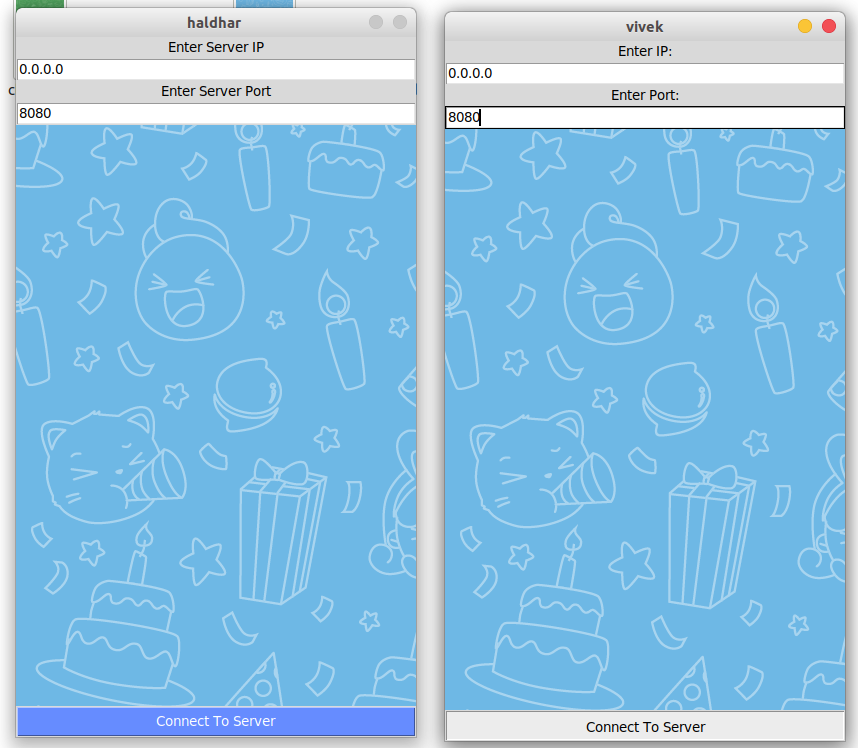 haldhar
Enter Server IP
0.0.0.0
Enter Server Port
8080
Connect To Server
vivek
Enter IP:
0.0.0.0
Enter Port:
8080
Connect To Server